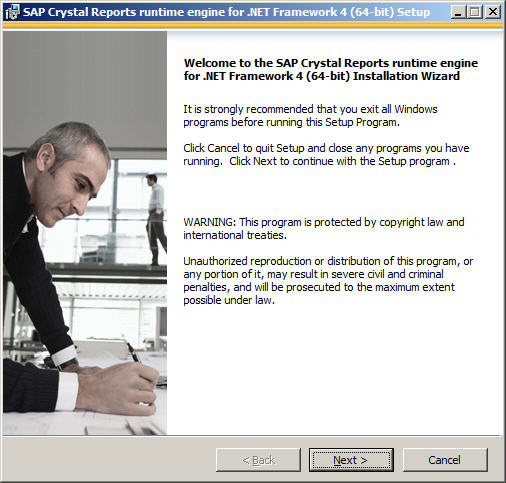 SAP Crystal Reports runtime engine for .NET Framework 4 (64-bit) Setup
Welcome to the SAP Crystal Reports runtime engine
for .NET Framework 4 (64-bit) Installation Wizard
It is strongly recommended that you exit all Windows
programs before running this Setup Program.
Click Cancel to quit Setup and close any programs you have
running.  Click Next to continue with the Setup program .
WARNING: This program is protected by copyright law and
international treaties.
Unauthorized reproduction or distribution of this program, or
any portion of it, may result in severe civil and criminal
penalties, and will be prosecuted to the maximum extent
possible under law.
< Back
Next >
Cancel